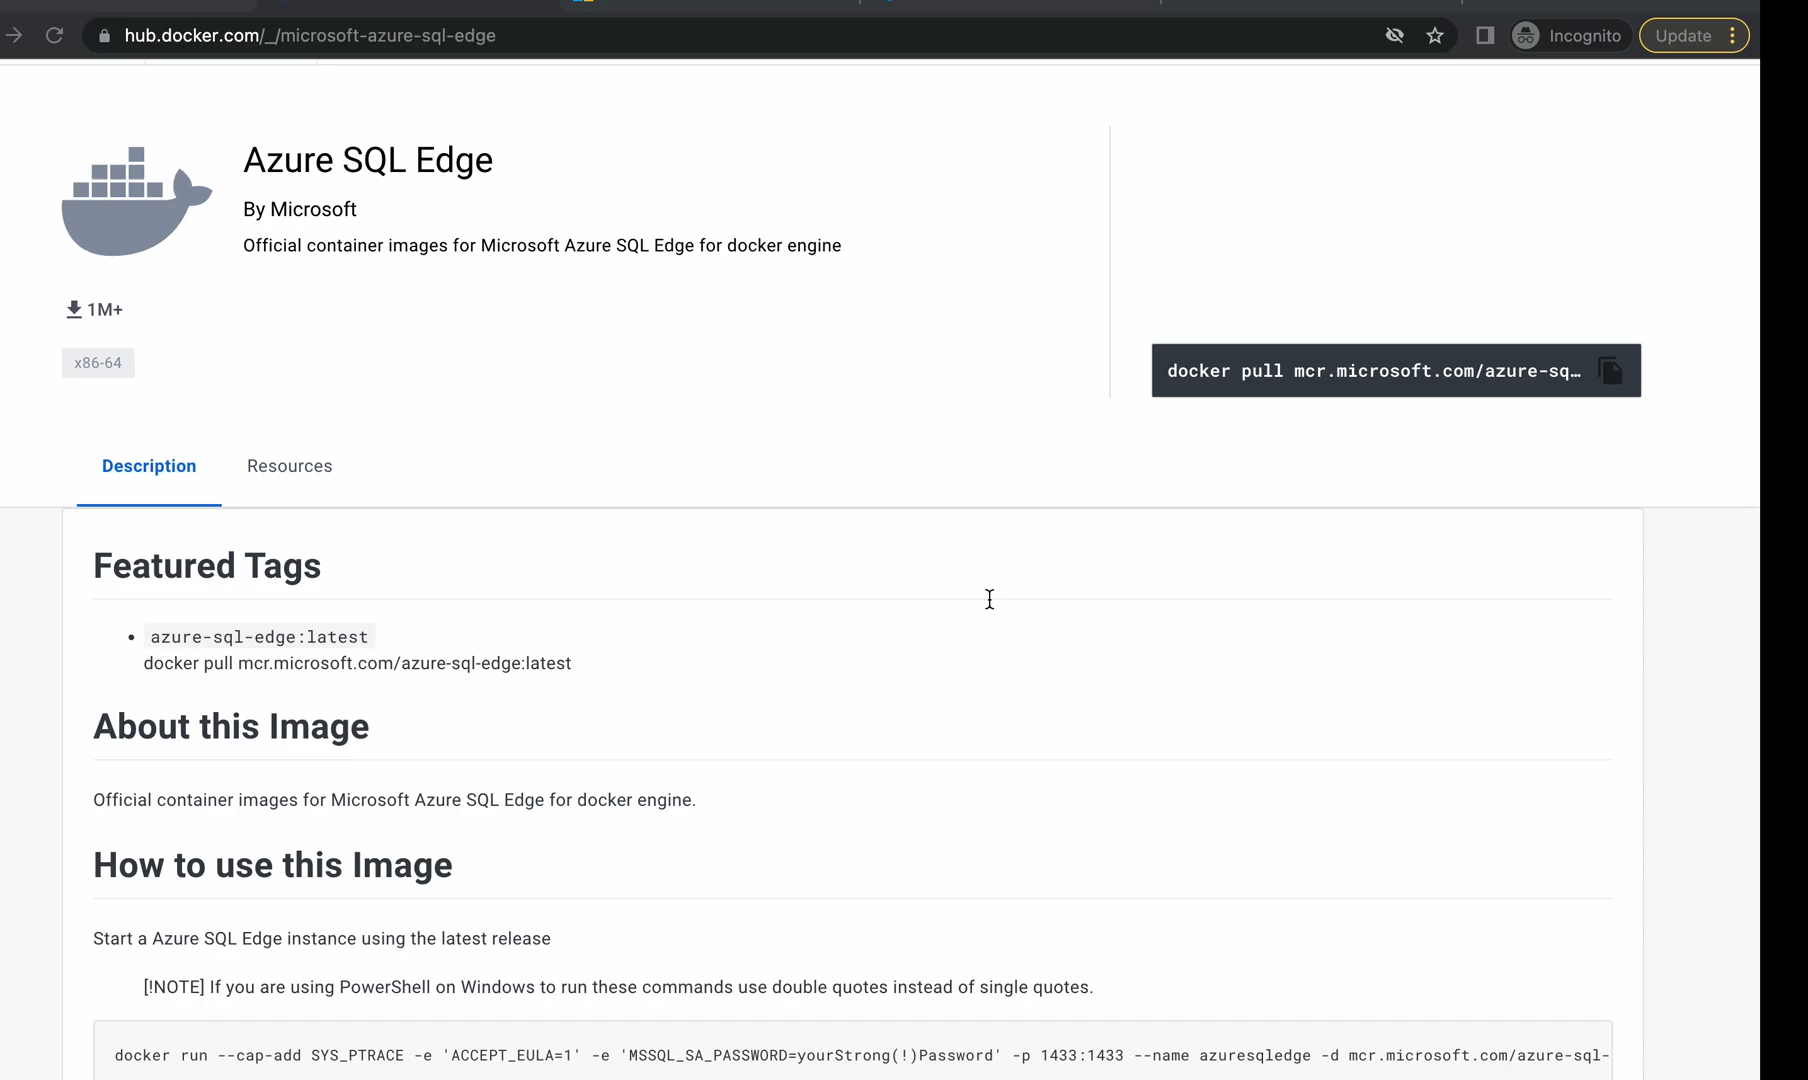 hub.docker.com/_/microsoft-azure-sql-edge
Incognito
Update
Azure SQL Edge
By Microsoft
Official container images for Microsoft Azure SQL Edge for docker engine
1M+
x86-64
docker pull mcr.microsoft.com/azure-sq…
Description
Resources
Featured Tags
• azure-sql-edge:latest
docker pull mcr.microsoft.com/azure-sql-edge:latest
About this Image
Official container images for Microsoft Azure SQL Edge for docker engine.
How to use this Image
Start a Azure SQL Edge instance using the latest release
[!NOTE] If you are using PowerShell on Windows to run these commands use double quotes instead of single quotes.
docker run --cap-add SYS_PTRACE -e 'ACCEPT_EULA=1' -e 'MSSQL_SA_PASSWORD=yourStrong(!)Password' -p 1433:1433 --name azuresqledge -d mcr.microsoft.com/azure-sql-